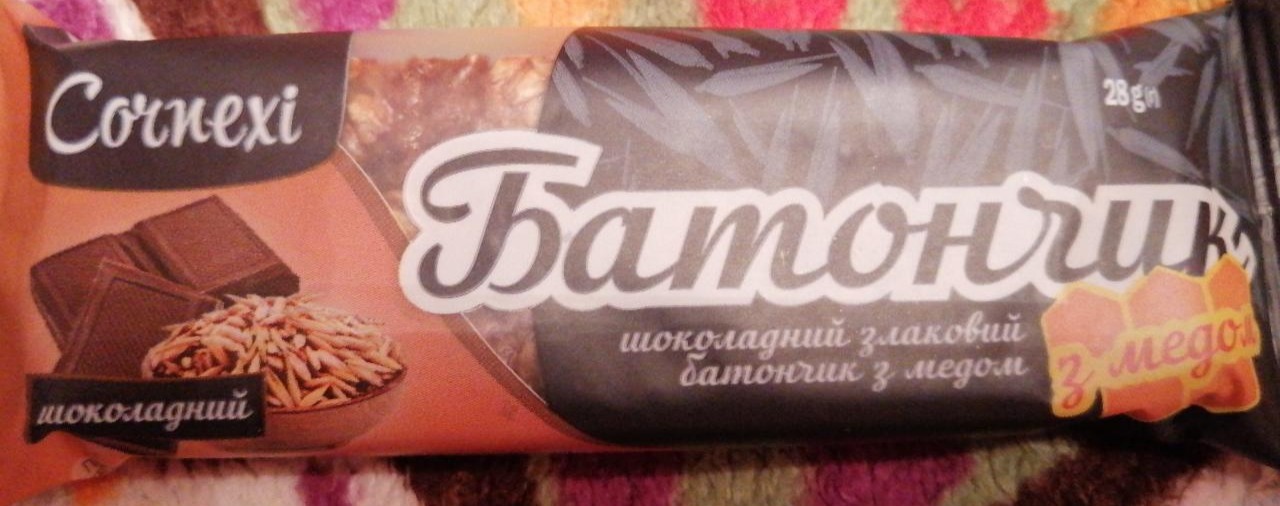 Cornexi
28g
Батончик
шоколадний злаковий
батончик з медом
з медом
шоколадний